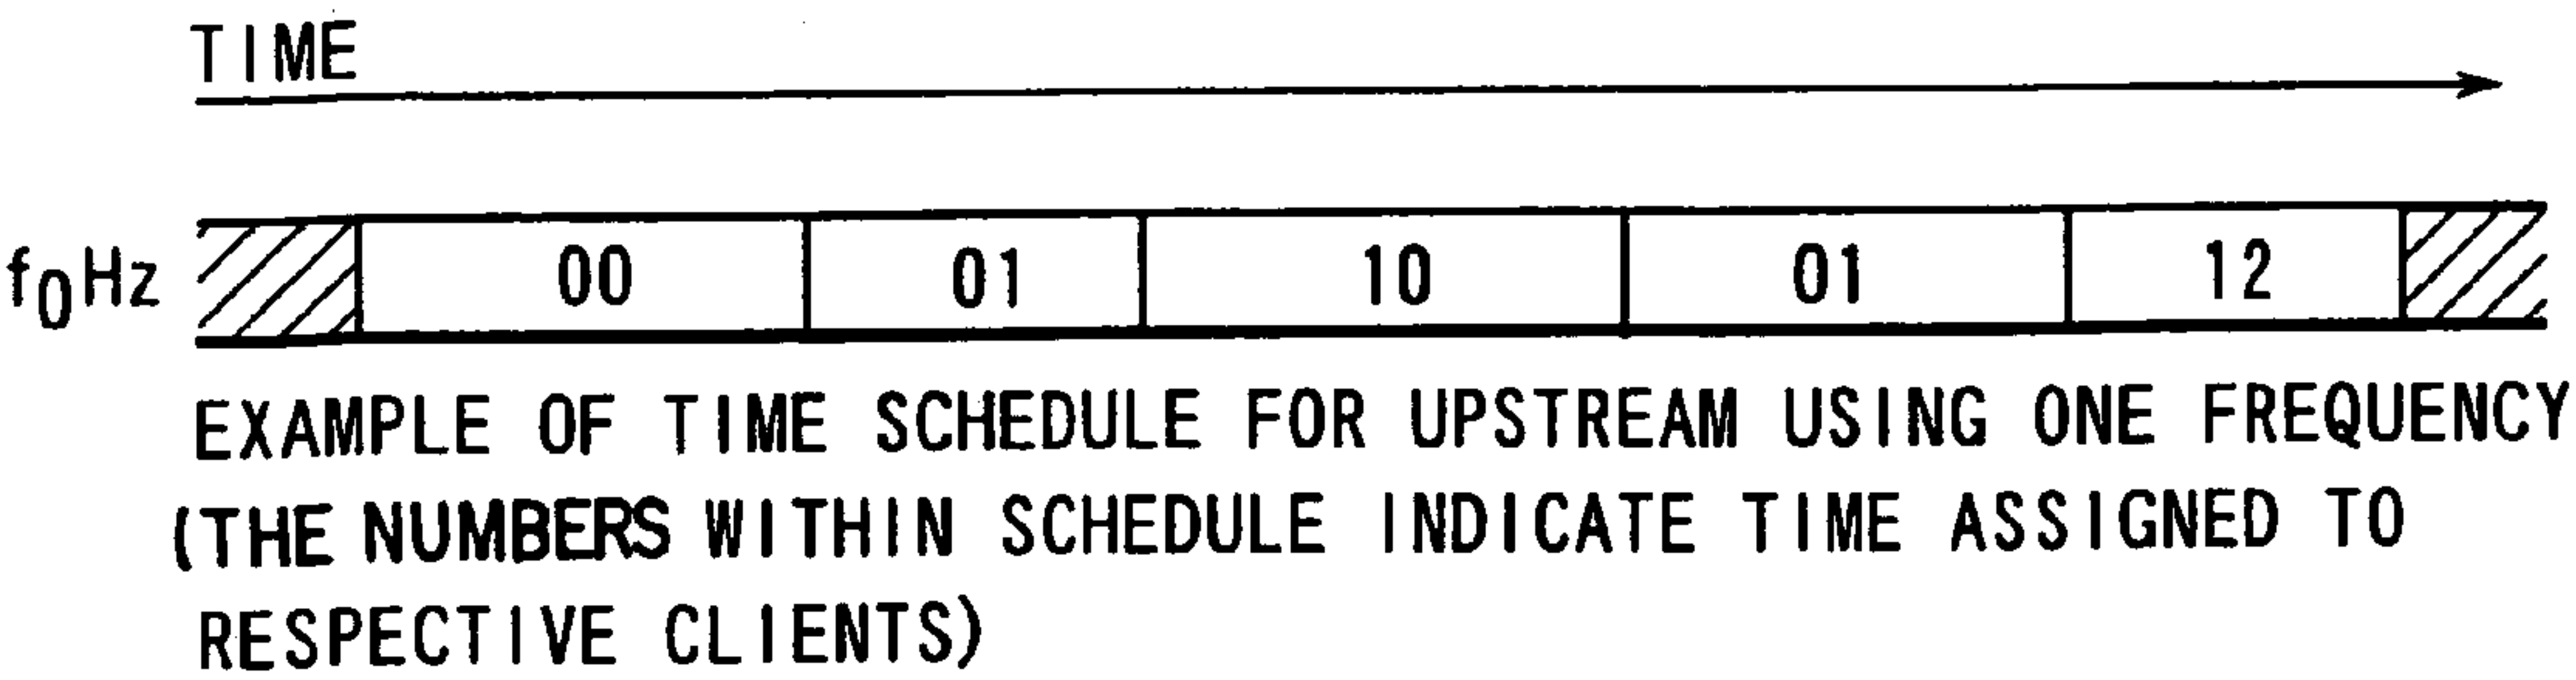 TIME
f0Hz 00 01 10 01 12
EXAMPLE OF TIME SCHEDULE FOR UPSTREAM USING ONE FREQUENCY
(THE NUMBERS WITHIN SCHEDULE INDICATE TIME ASSIGNED TO
RESPECTIVE CLIENTS)